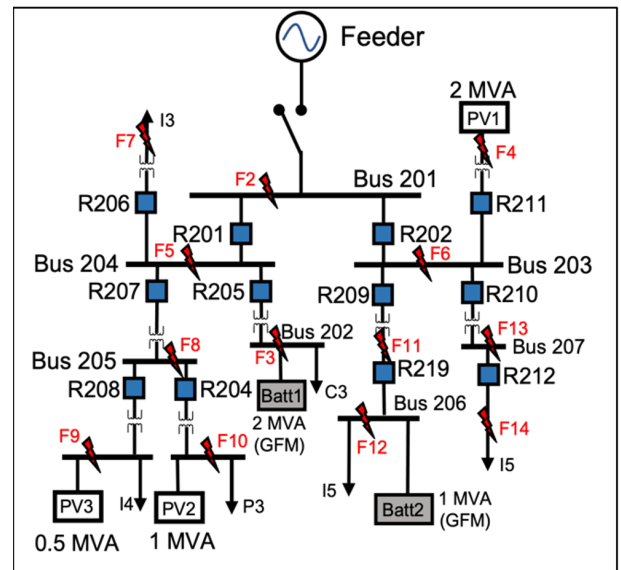 Feeder
2 MVA
I3
PV1
F7
F4
F2
Bus 201
R206
R211
R201
R202
F5
F6
Bus 204
Bus 203
R207
R205
R209
R210
Bus 202
F13
F8
F3
F11
Bus 207
Bus 205
R208
R204
R219
R212
Batt1
C3
Bus 206
2 MVA
(GFM)
F14
F9
F10
F12
I5
I5
PV3
I4
PV2
P3
Batt2
1 MVA
(GFM)
0.5 MVA
1 MVA